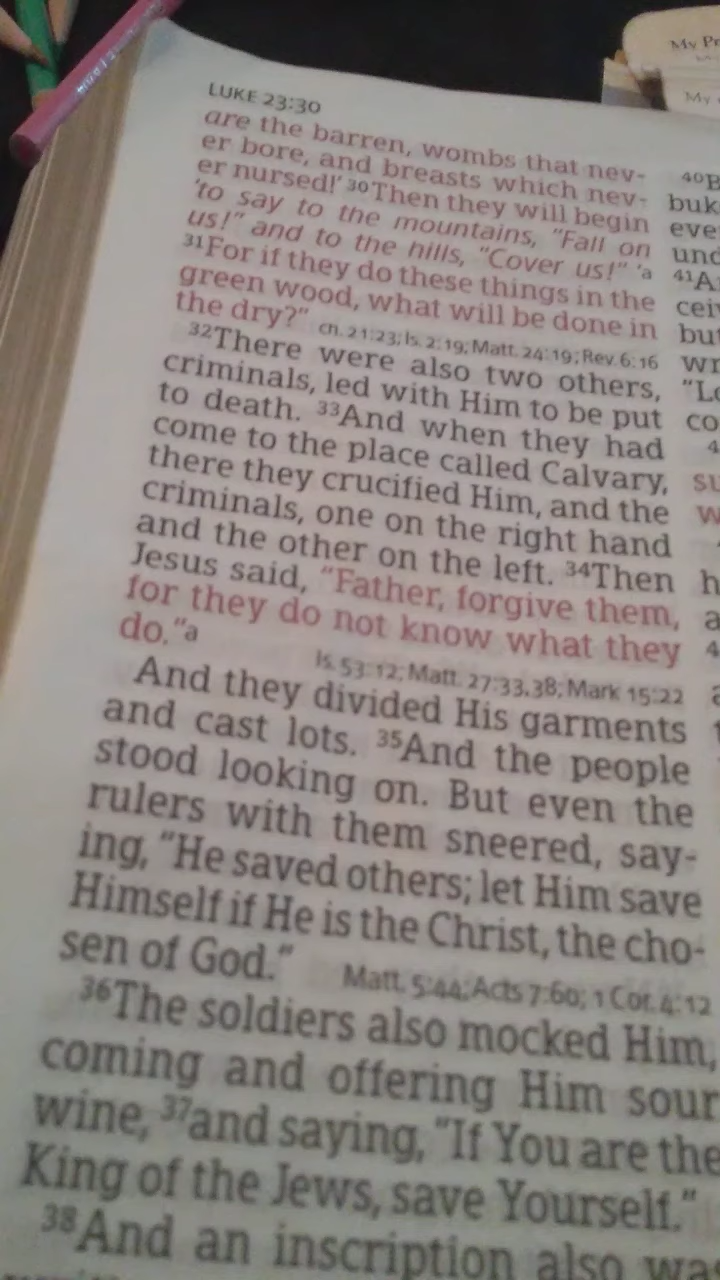 LUKE 23:30
are the barren, wombs that nev-
er bore, and breasts which nev-
er nursed!' 30Then they will begin
'to say to the mountains, "Fall on
us!" and to the hills, "Cover us!" 'a
31For if they do these things in the
green wood, what will be done in
the dry?" ch. 21:23; Is. 2:19; Matt. 24:19; Rev. 6:16
32There were also two others,
criminals, led with Him to be put
to death. 33And when they had
come to the place called Calvary,
there they crucified Him, and the
criminals, one on the right hand
and the other on the left. 34Then
Jesus said, "Father, forgive them,
for they do not know what they
do."a
Is. 53:12; Matt. 27:33,38; Mark 15:22
And they divided His garments
and cast lots. 35And the people
stood looking on. But even the
rulers with them sneered, say-
ing, "He saved others; let Him save
Himself if He is the Christ, the cho-
sen of God." Matt. 5:44; Acts 7:60; 1 Cor. 4:12
36The soldiers also mocked Him,
coming and offering Him sour
wine, 37and saying, "If You are the
King of the Jews, save Yourself."
38And an inscription also was
40B
buk
eve
und
41A
cei
but
wr
"Lo
co
su
w
My Pr
My